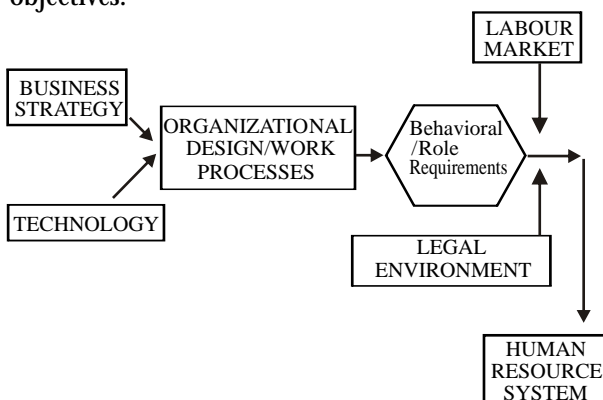 objectives.
LABOUR
MARKET
BUSINESS
STRATEGY
ORGANIZATIONAL
DESIGN/WORK
PROCESSES
Behavioral
/Role
Requirements
TECHNOLOGY
LEGAL
ENVIRONMENT
HUMAN
RESOURCE
SYSTEM